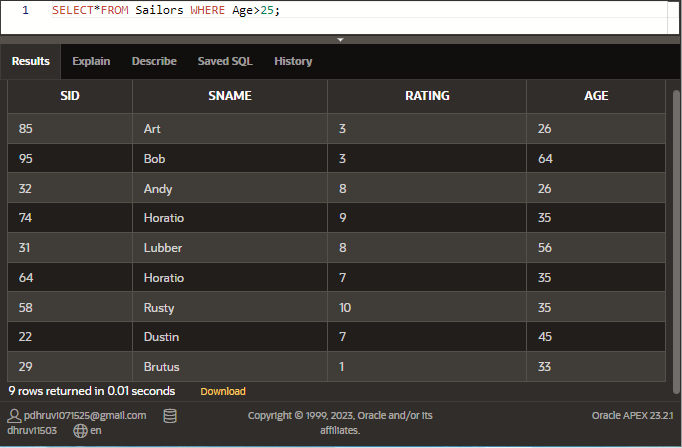 1 SELECT*FROM Sailors WHERE Age>25;
Results Explain Describe Saved SQL History
SID SNAME RATING AGE
85 Art 3 26
95 Bob 3 64
32 Andy 8 26
74 Horatio 9 35
31 Lubber 8 56
64 Horatio 7 35
58 Rusty 10 35
22 Dustin 7 45
29 Brutus 1 33
9 rows returned in 0.01 seconds Download
pdhruv1071525@gmail.com
dhruv11503 en
Copyright © 1999, 2023, Oracle and/or its
affiliates.
Oracle APEX 23.2.1